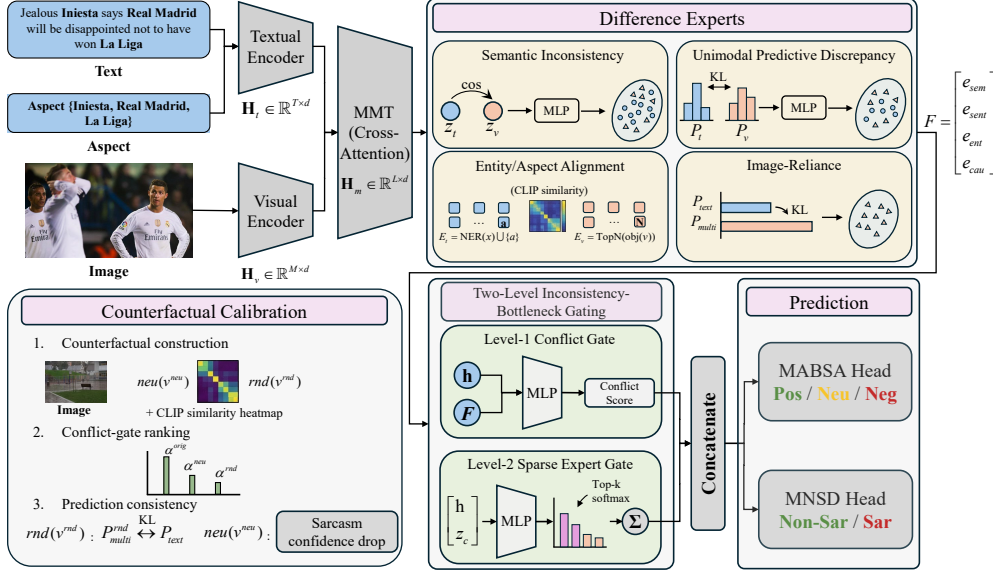 Jealous Iniesta says Real Madrid
will be disappointed not to have
won La Liga
Text
Aspect {Iniesta, Real Madrid,
La Liga}
Aspect
Image
Textual
Encoder
H_t ∈ ℝ^{T×d}
Visual
Encoder
H_v ∈ ℝ^{M×d}
MMT
(Cross-
Attention)
H_m ∈ ℝ^{L×d}
Difference Experts
Semantic Inconsistency
cos
z_t
z_v
MLP
Unimodal Predictive Discrepancy
KL
P_t
P_v
MLP
Entity/Aspect Alignment
(CLIP similarity)
... a
... N
E_s = NER(x)⋃{a}
E_v = TopN(obj(v))
Image-Reliance
P_text
KL
P_multi
F =
e_sem
e_sent
e_ent
e_cau
Counterfactual Calibration
1. Counterfactual construction
neu(v^{neu})
rnd(v^{rnd})
Image
+ CLIP similarity heatmap
2. Conflict-gate ranking
α^{orig}
α^{neu}
α^{rnd}
3. Prediction consistency
rnd(v^{rnd}) : P_{multi}^{rnd} KL ↔ P_text
neu(v^{neu}) :
Sarcasm
confidence drop
Two-Level Inconsistency-
Bottleneck Gating
Level-1 Conflict Gate
h
F
MLP
Conflict
Score
Level-2 Sparse Expert Gate
h
z_c
MLP
Top-k
softmax
Σ
Concatenate
Prediction
MABSA Head
Pos / Neu / Neg
MNSD Head
Non-Sar / Sar